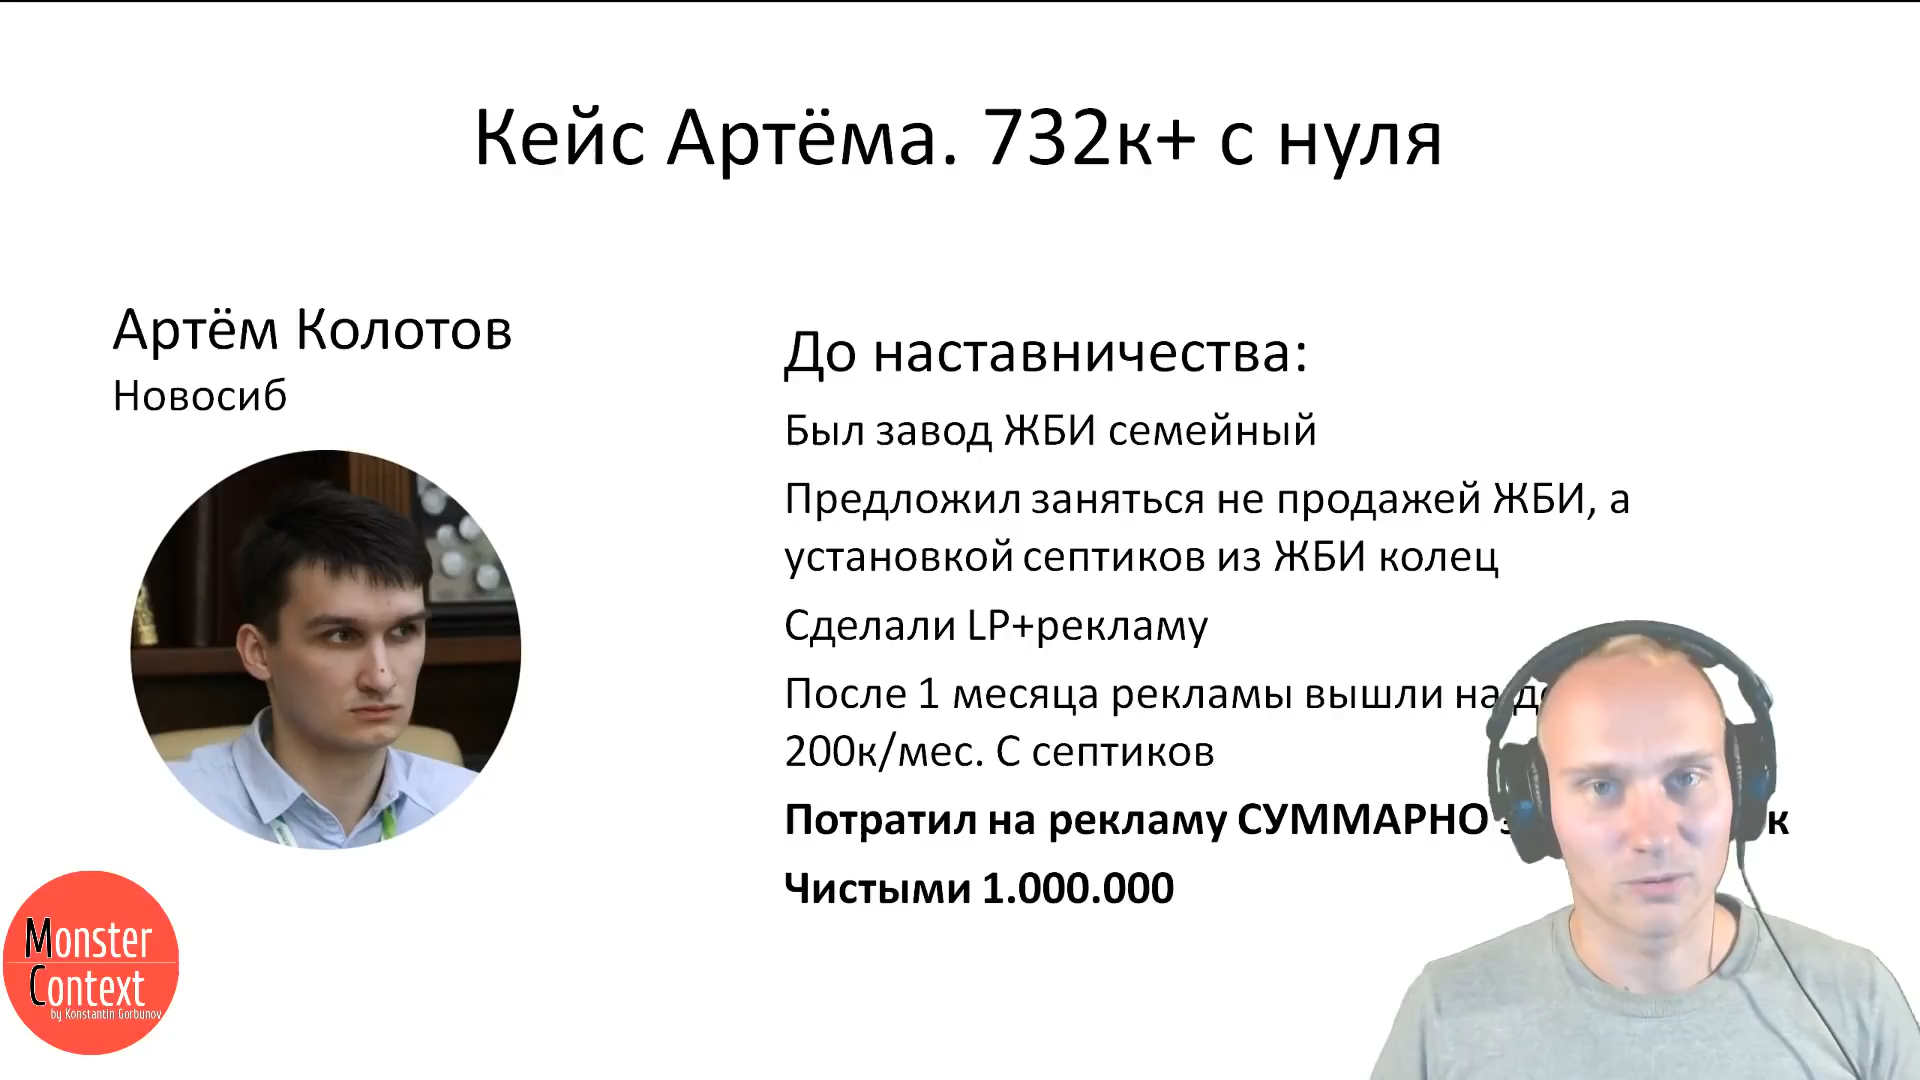 Кейс Артёма. 732к+ с нуля
Артём Колотов
Новосиб
До наставничества:
Был завод ЖБИ семейный
Предложил заняться не продажей ЖБИ, а
установкой септиков из ЖБИ колец
Сделали LP+рекламу
После 1 месяца рекламы вышли на
200к/мес. С септиков
Потратил на рекламу СУММАРНО
Чистыми 1.000.000
Monster
Context
by Konstantin Gorbunov